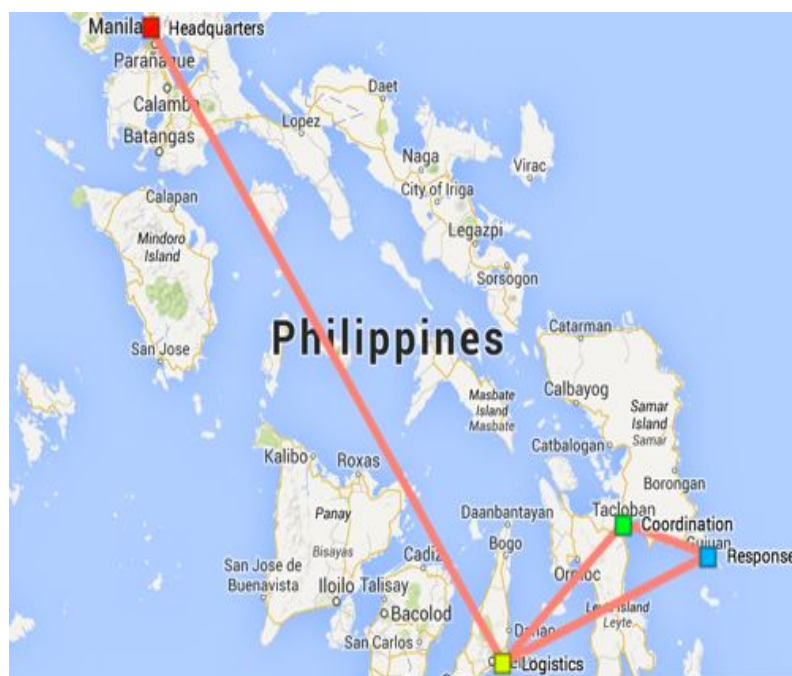 Manila
Headquarters
Parañaque
Calamba
Batangas
Daet
Lopez
Naga
Virac
City of Iriga
Calapan
Legazpi
Mindoro
Island
Sorsogon
Philippines
Catarman
San Jose
Calbayog
Masbate
Island
Masbate
Samar
Island
Samar
Catbalogan
Kalibo
Roxas
Borongan
Panay
Daanbantayan
Tacloban
Coordination
Bisayas
Bogo
Guiuan
Cadiz
Response
San Jose de
Buenavista
Iloilo
Talisay
Ormoc
Bacolod
Leyte Island
Leyte
Danao
San Carlos
Logistics